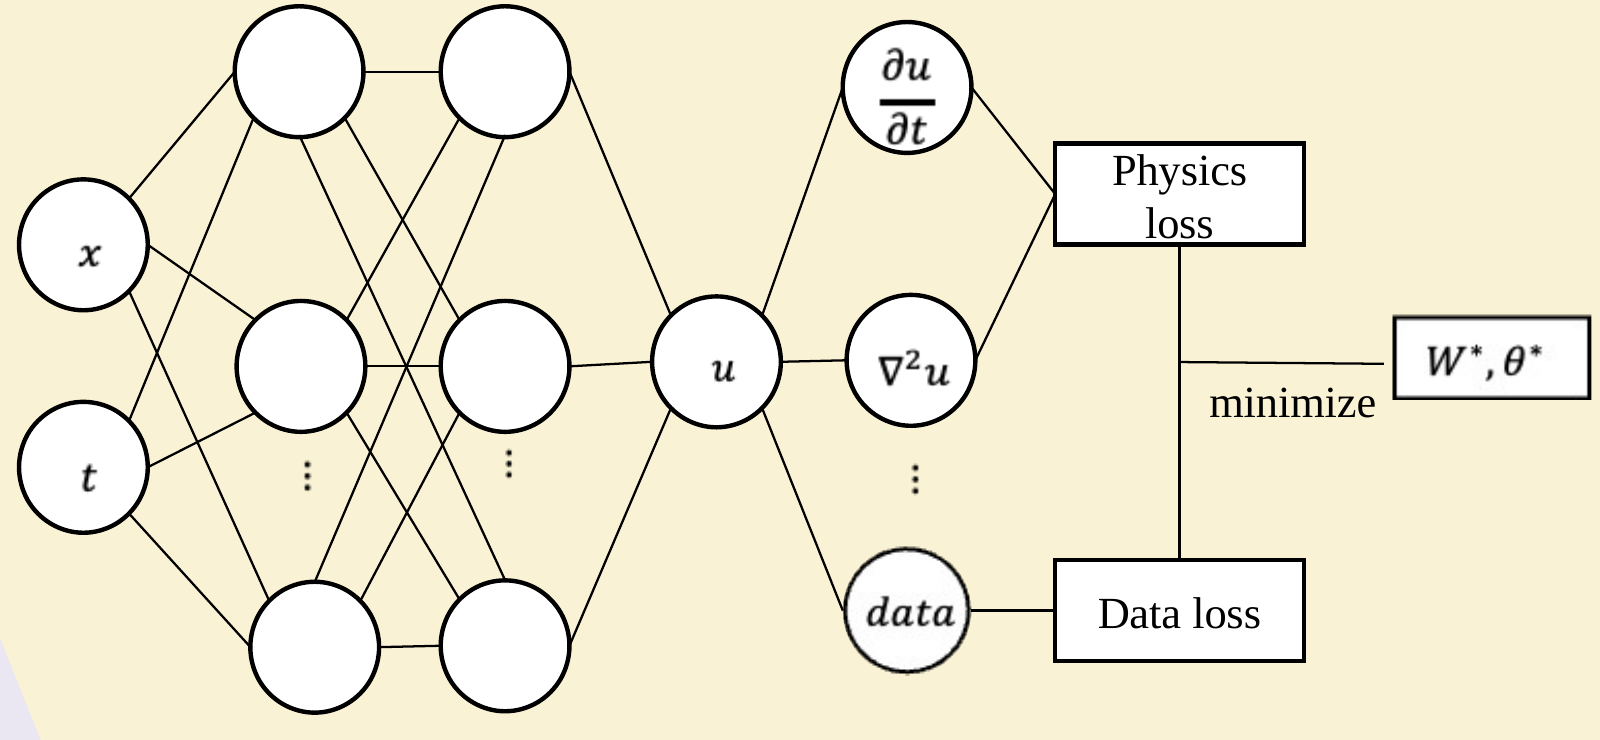 x
t
⋮
⋮
u
∂u
∂t
∇²u
⋮
data
Physics
loss
Data loss
minimize
W*, θ*